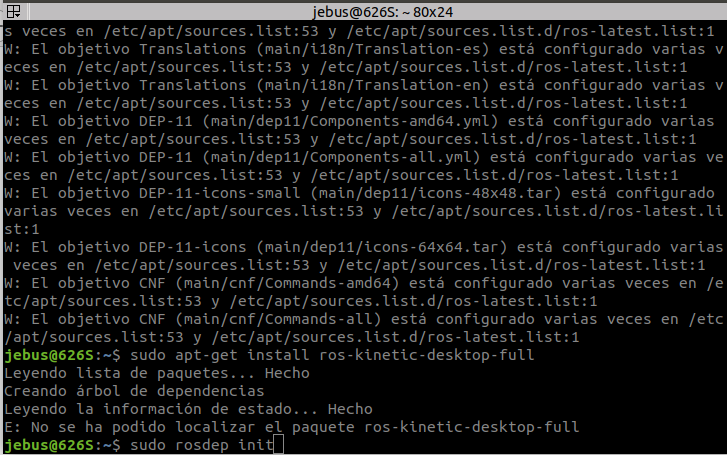 jebus@626S: ~ 80x24
s veces en /etc/apt/sources.list:53 y /etc/apt/sources.list.d/ros-latest.list:1
W: El objetivo Translations (main/i18n/Translation-es) está configurado varias v
eces en /etc/apt/sources.list:53 y /etc/apt/sources.list.d/ros-latest.list:1
W: El objetivo Translations (main/i18n/Translation-en) está configurado varias v
eces en /etc/apt/sources.list:53 y /etc/apt/sources.list.d/ros-latest.list:1
W: El objetivo DEP-11 (main/dep11/Components-amd64.yml) está configurado varias
veces en /etc/apt/sources.list:53 y /etc/apt/sources.list.d/ros-latest.list:1
W: El objetivo DEP-11 (main/dep11/Components-all.yml) está configurado varias ve
ces en /etc/apt/sources.list:53 y /etc/apt/sources.list.d/ros-latest.list:1
W: El objetivo DEP-11-icons-small (main/dep11/icons-48x48.tar) está configurado
varias veces en /etc/apt/sources.list:53 y /etc/apt/sources.list.d/ros-latest.li
st:1
W: El objetivo DEP-11-icons (main/dep11/icons-64x64.tar) está configurado varias
 veces en /etc/apt/sources.list:53 y /etc/apt/sources.list.d/ros-latest.list:1
W: El objetivo CNF (main/cnf/Commands-amd64) está configurado varias veces en /e
tc/apt/sources.list:53 y /etc/apt/sources.list.d/ros-latest.list:1
W: El objetivo CNF (main/cnf/Commands-all) está configurado varias veces en /etc
/apt/sources.list:53 y /etc/apt/sources.list.d/ros-latest.list:1
jebus@626S:~$ sudo apt-get install ros-kinetic-desktop-full
Leyendo lista de paquetes... Hecho
Creando árbol de dependencias
Leyendo la información de estado... Hecho
E: No se ha podido localizar el paquete ros-kinetic-desktop-full
jebus@626S:~$ sudo rosdep init